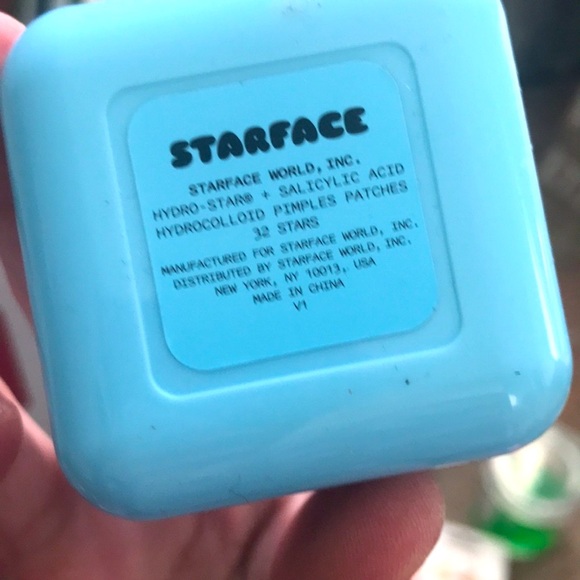 STARFACE
STARFACE WORLD, INC.
HYDRO-STAR® + SALICYLIC ACID
HYDROCOLLOID PIMPLES PATCHES
32 STARS
MANUFACTURED FOR STARFACE WORLD, INC.
DISTRIBUTED BY STARFACE WORLD, INC.
NEW YORK, NY 10013, USA
MADE IN CHINA
V1